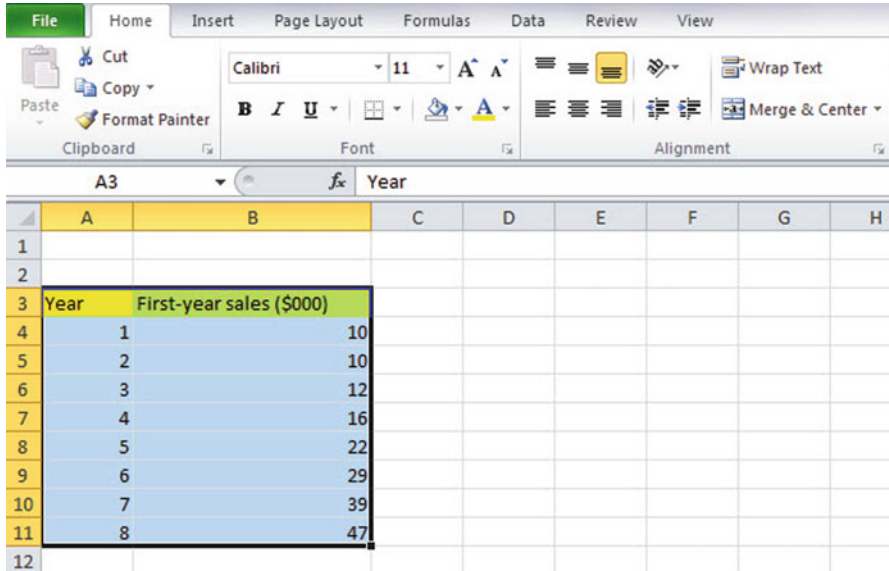 File Home Insert Page Layout Formulas Data Review View
Cut
Copy
Format Painter
Paste
Calibri 11 A A
Wrap Text
B I U A
Merge & Center
Clipboard Font Alignment
A3 fx Year
A B C D E F G H
1
2
3 Year First-year sales ($000)
4 1 10
5 2 10
6 3 12
7 4 16
8 5 22
9 6 29
10 7 39
11 8 47
12